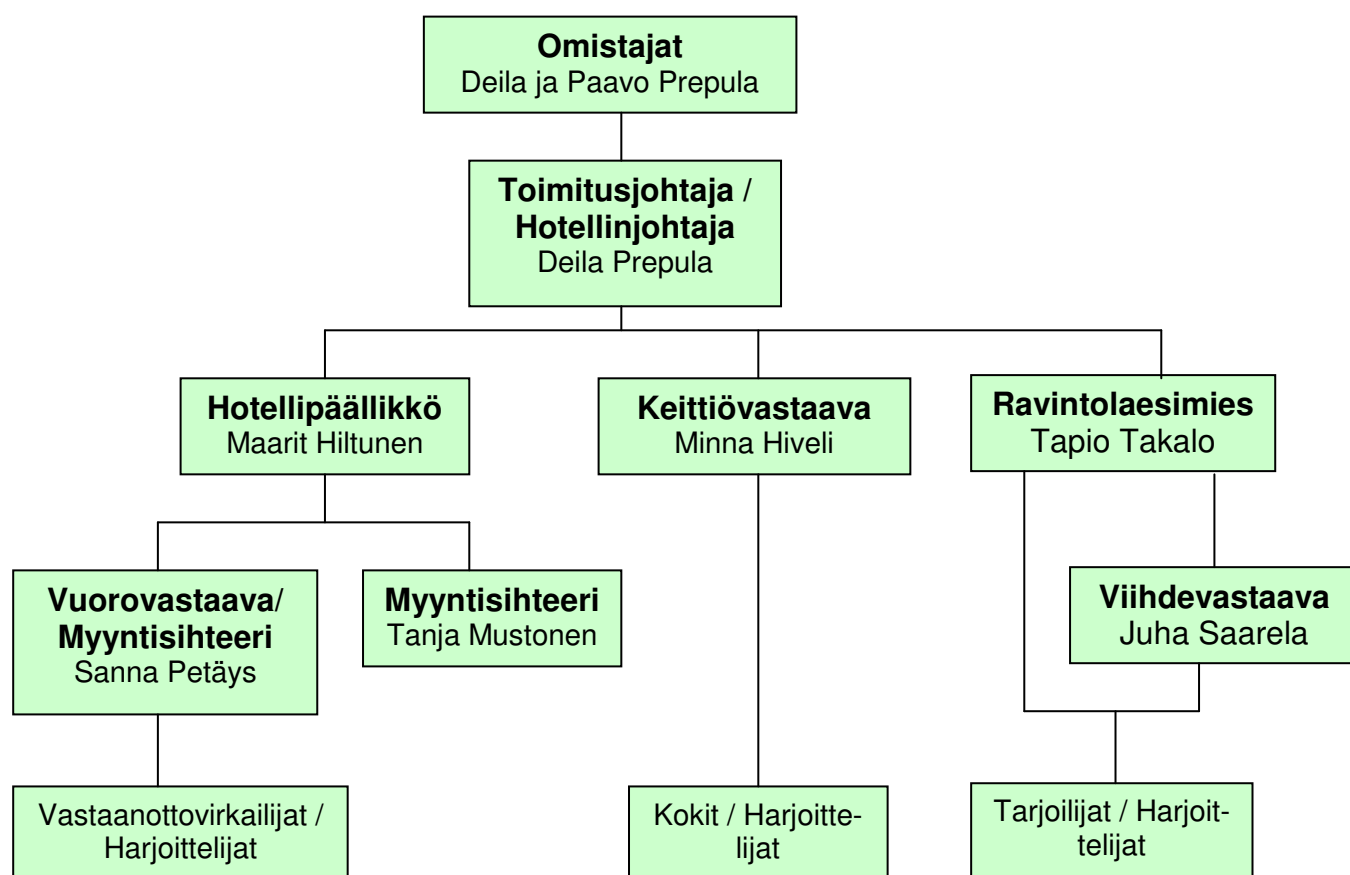 Omistajat
Deila ja Paavo Prepula
Toimitusjohtaja /
Hotellinjohtaja
Deila Prepula
Hotellipäällikkö
Maarit Hiltunen
Keittiövastaava
Minna Hiveli
Ravintolaesimies
Tapio Takalo
Vuorovastaava/
Myyntisihteeri
Sanna Petäys
Myyntisihteeri
Tanja Mustonen
Viihdevastaava
Juha Saarela
Vastaanottovirkailijat /
Harjoittelijat
Kokit / Harjoitte-
lijat
Tarjoilijat / Harjoit-
telijat